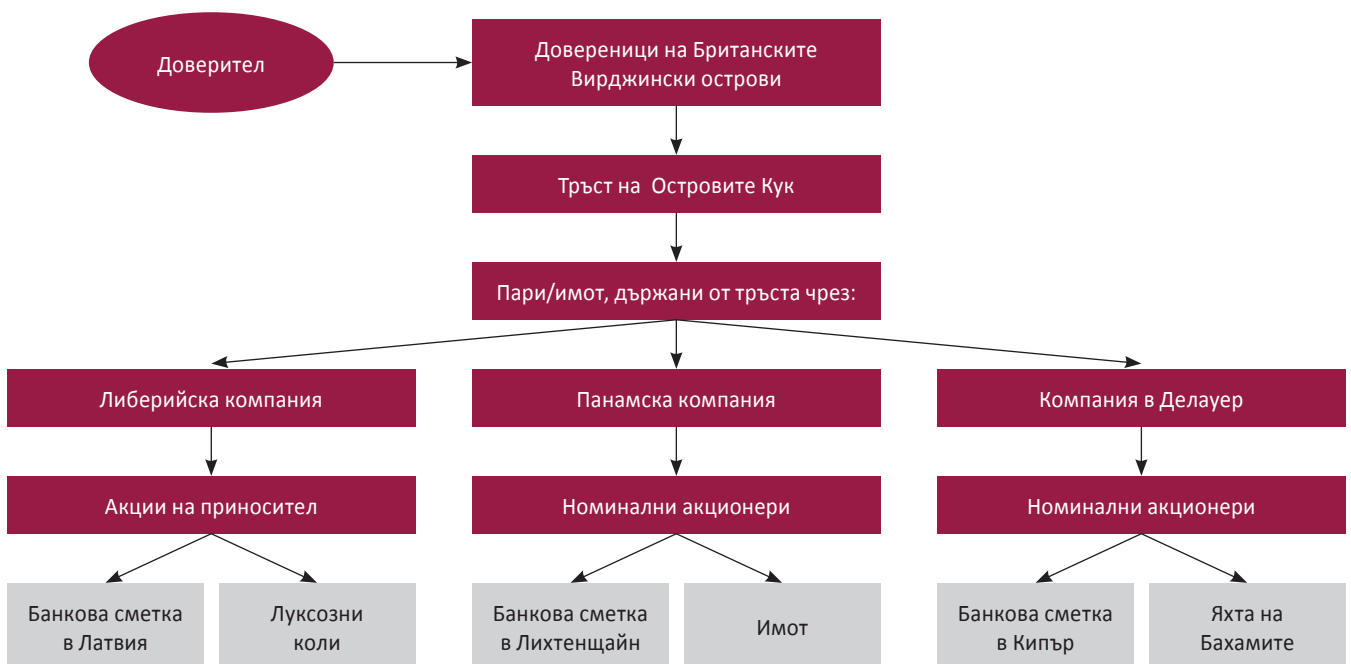 Доверител
Довереници на Британските
Вирджински острови
Тръст на Островите Кук
Пари/имот, държани от тръста чрез:
Либерийска компания
Панамска компания
Компания в Делауер
Акции на приносител
Номинални акционери
Номинални акционери
Банкова сметка
в Латвия
Луксозни
коли
Банкова сметка
в Лихтенщайн
Имот
Банкова сметка
в Кипър
Яхта на
Бахамите